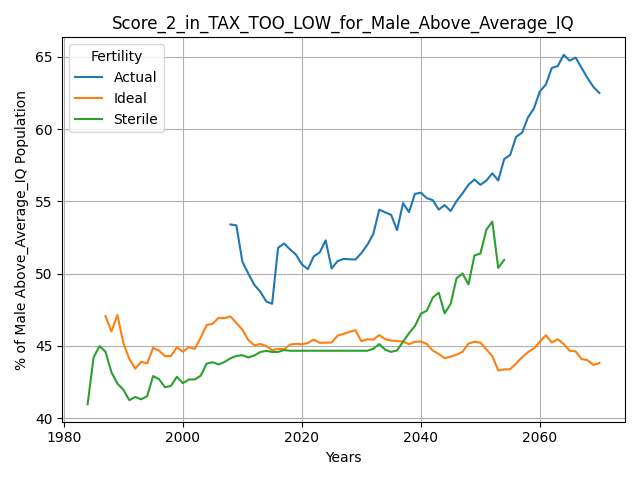 Score_2_in_TAX_TOO_LOW_for_Male_Above_Average_IQ
Fertility
Actual
Ideal
Sterile
% of Male Above_Average_IQ Population
65
60
55
50
45
40
1980
2000
2020
2040
2060
Years